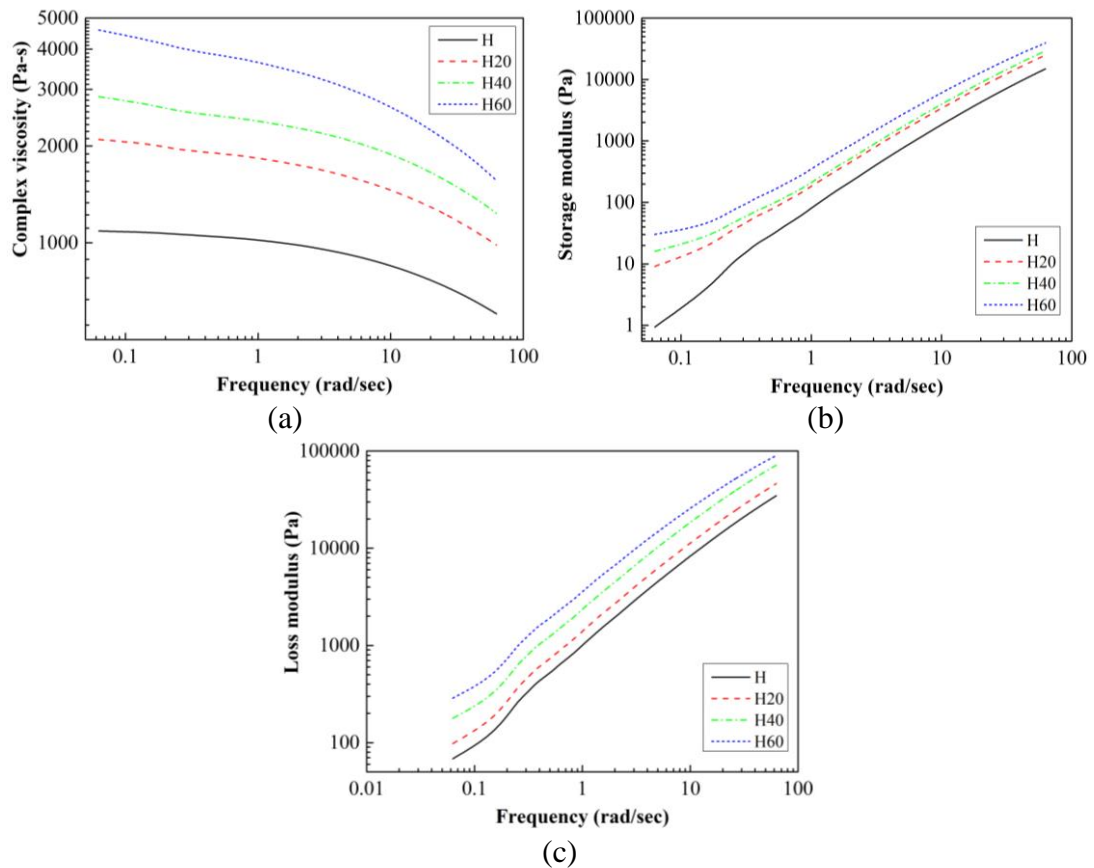 5000
4000
3000
2000
1000
Complex viscosity (Pa-s)
H
H20
H40
H60
0.1
1
10
100
Frequency (rad/sec)
(a)
100000
10000
1000
100
10
1
Storage modulus (Pa)
H
H20
H40
H60
0.1
1
10
100
Frequency (rad/sec)
(b)
100000
10000
1000
100
Loss modulus (Pa)
H
H20
H40
H60
0.01
0.1
1
10
100
Frequency (rad/sec)
(c)